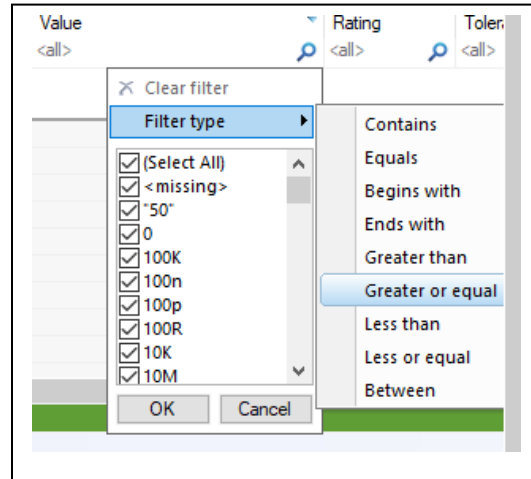 Value Rating Toler
<all> <all> <all>
Clear filter
Filter type
(Select All)
<missing>
"50"
0
100K
100n
100p
100R
10K
10M
OK Cancel
Contains
Equals
Begins with
Ends with
Greater than
Greater or equal
Less than
Less or equal
Between